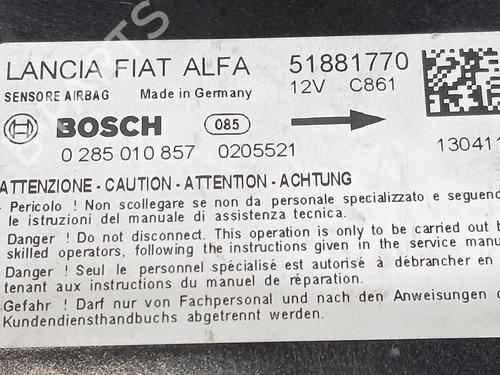 LANCIA FIAT ALFA 51881770
SENSORE AIRBAG Made in Germany 12V C861
BOSCH 085
0 285 010 857 0205521 130411
ATTENZIONE - CAUTION - ATTENTION - ACHTUNG
- Pericolo ! Non scollegare se non da personale specializzato e seguend
le istruzioni del manuale di assistenza tecnica.
Danger ! Do not disconnect. This operation is only to be carried out b
skilled operators, following the instructions given in the service manu
Danger ! Seul le personnel spécialisé est autorisé à débrancher en
tenant aux instructions du manuel de réparation.
Gefahr ! Darf nur von Fachpersonal und nach den Anweisungen d
Kundendiensthandbuchs abgetrennt werden.